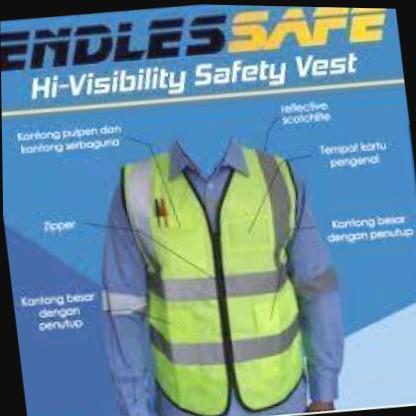 ENDLESSAFE
Hi-Visibility Safety Vest
reflective
scotchlite
Kantong pulpen dan
kantong serbaguna
Tempat kartu
pengenal
Zipper
Kantong besar
dengan penutup
Kantong besar
dengan
penutup